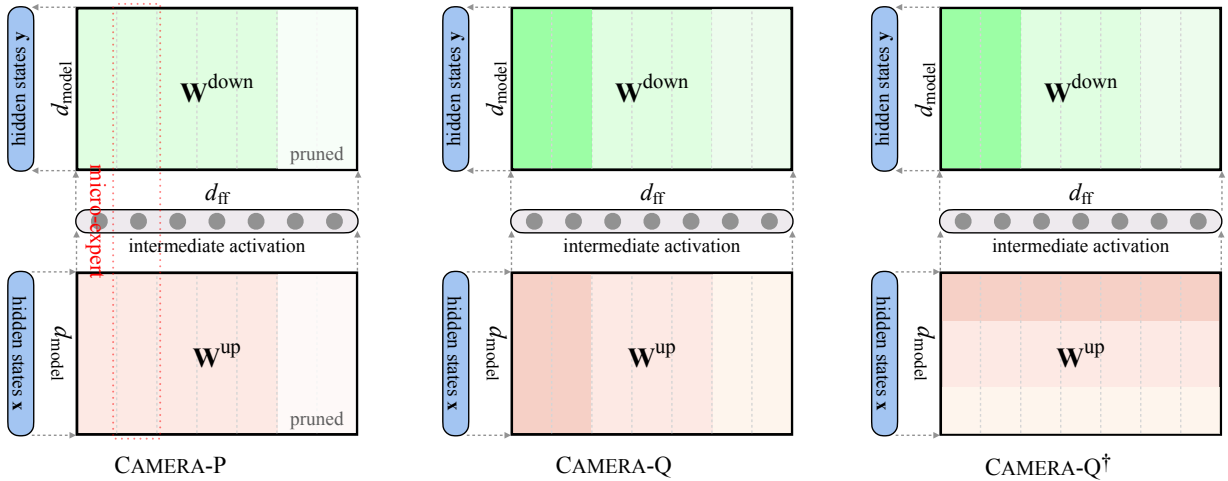 hidden states y
d_model
W^down
pruned
d_ff
intermediate activation
micro-expert
hidden states x
d_model
W^up
pruned
CAMERA-P
hidden states y
d_model
W^down
d_ff
intermediate activation
hidden states x
d_model
W^up
CAMERA-Q
hidden states y
d_model
W^down
d_ff
intermediate activation
hidden states x
d_model
W^up
CAMERA-Q†